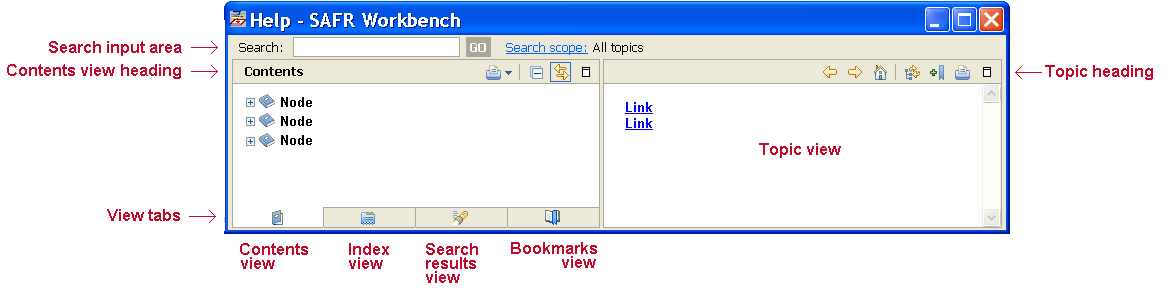 Help - SAFR Workbench
Search input area
Search:
GO
Search scope: All topics
Contents view heading
Contents
Topic heading
Node
Node
Node
Link
Link
Topic view
View tabs
Contents
view
Index
view
Search
results
view
Bookmarks
view